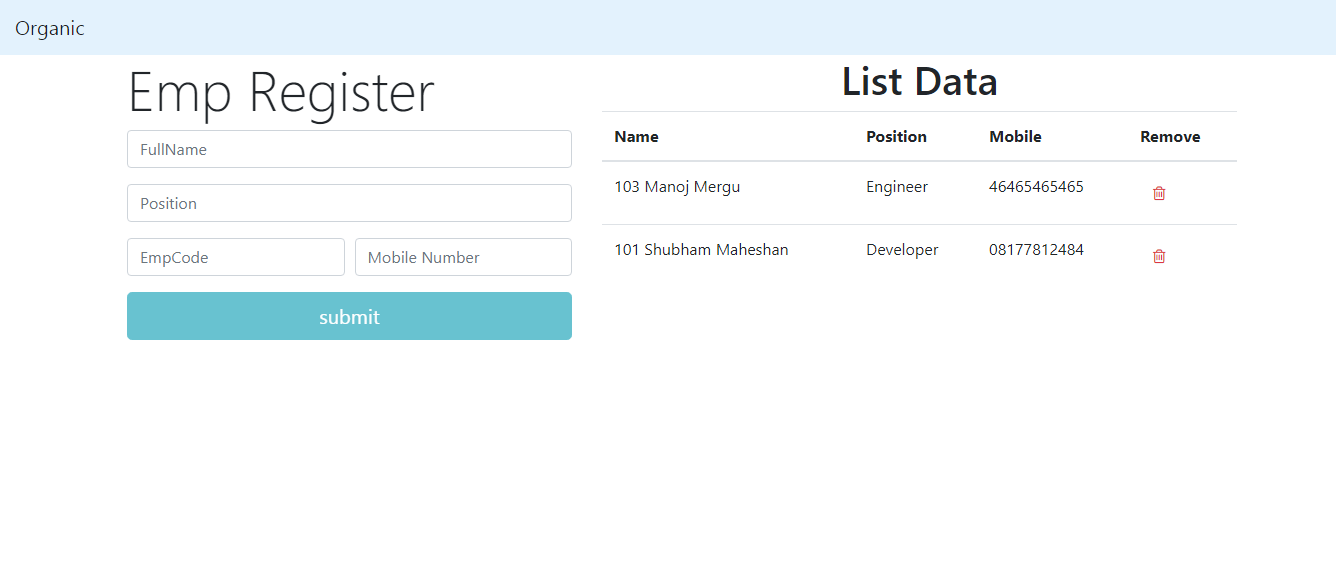 Organic
Emp Register
FullName
Position
EmpCode Mobile Number
submit
List Data
Name Position Mobile Remove
103 Manoj Mergu Engineer 46465465465
101 Shubham Maheshan Developer 08177812484